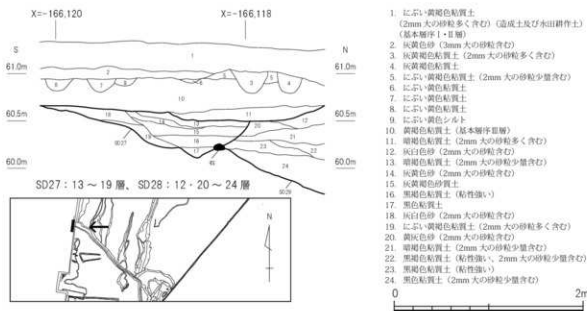 X=-166,120
X=-166,118
S
N
61.0m
61.0m
60.5m
60.5m
60.0m
60.0m
SD27
SD28
SD27：13～19層、SD28：12・20～24層
N
1. にぶい黄褐色粘質土
(2mm大の砂粒多く含む)(造成土及び水田耕作土)
(基本層序Ⅰ・Ⅱ層)
2. 灰黄色砂(3mm大の砂粒含む)
3. 灰黄褐色粘質土(2mm大の砂粒多く含む)
4. 灰黄褐色粘質土
5. にぶい黄褐色粘質土(2mm大の砂粒少量含む)
6. にぶい黄色粘質土
7. にぶい黄色粘質土
8. にぶい黄色粘質土
9. にぶい黄色シルト
10. 黄褐色粘質土(基本層序Ⅲ層)
11. 暗褐色粘質土(2mm大の砂粒多く含む)
12. 灰白色砂(2mm大の砂粒含む)
13. 暗褐色粘質土(2mm大の砂粒少量含む)
14. 灰黄色砂(2mm大の砂粒含む)
15. 灰黄褐色砂質土
16. 黒褐色粘質土(粘性強い)
17. 黒色粘質土
18. 灰白色砂(2mm大の砂粒含む)
19. にぶい黄褐色粘質土(2mm大の砂粒多く含む)
20. 黄灰色砂(2mm大の砂粒含む)
21. 暗褐色粘質土(2mm大の砂粒少量含む)
22. 黒褐色粘質土(粘性強い、2mm大の砂粒少量含む)
23. 黒褐色粘質土(粘性強い)
24. 黒色粘質土(2mm大の砂粒少量含む)
0
2m